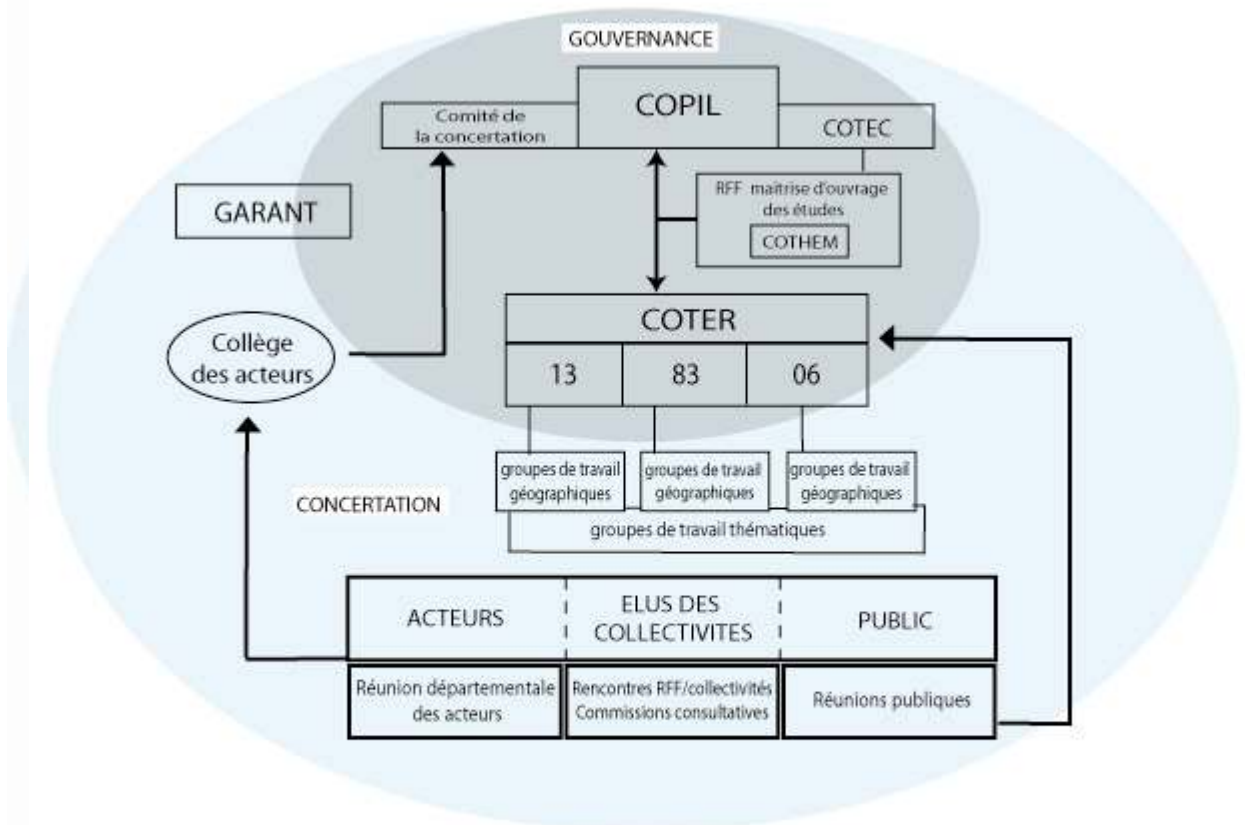 GOUVERNANCE
Comité de
la concertation
COPIL
COTEC
RFF maitrise d'ouvrage
des études
COTHEM
GARANT
Collège
des acteurs
COTER
13
83
06
groupes de travail
géographiques
groupes de travail
géographiques
groupes de travail
géographiques
groupes de travail thématiques
CONCERTATION
ACTEURS
ELUS DES
COLLECTIVITES
PUBLIC
Réunion départementale
des acteurs
Rencontres RFF/collectivités
Commissions consultatives
Réunions publiques